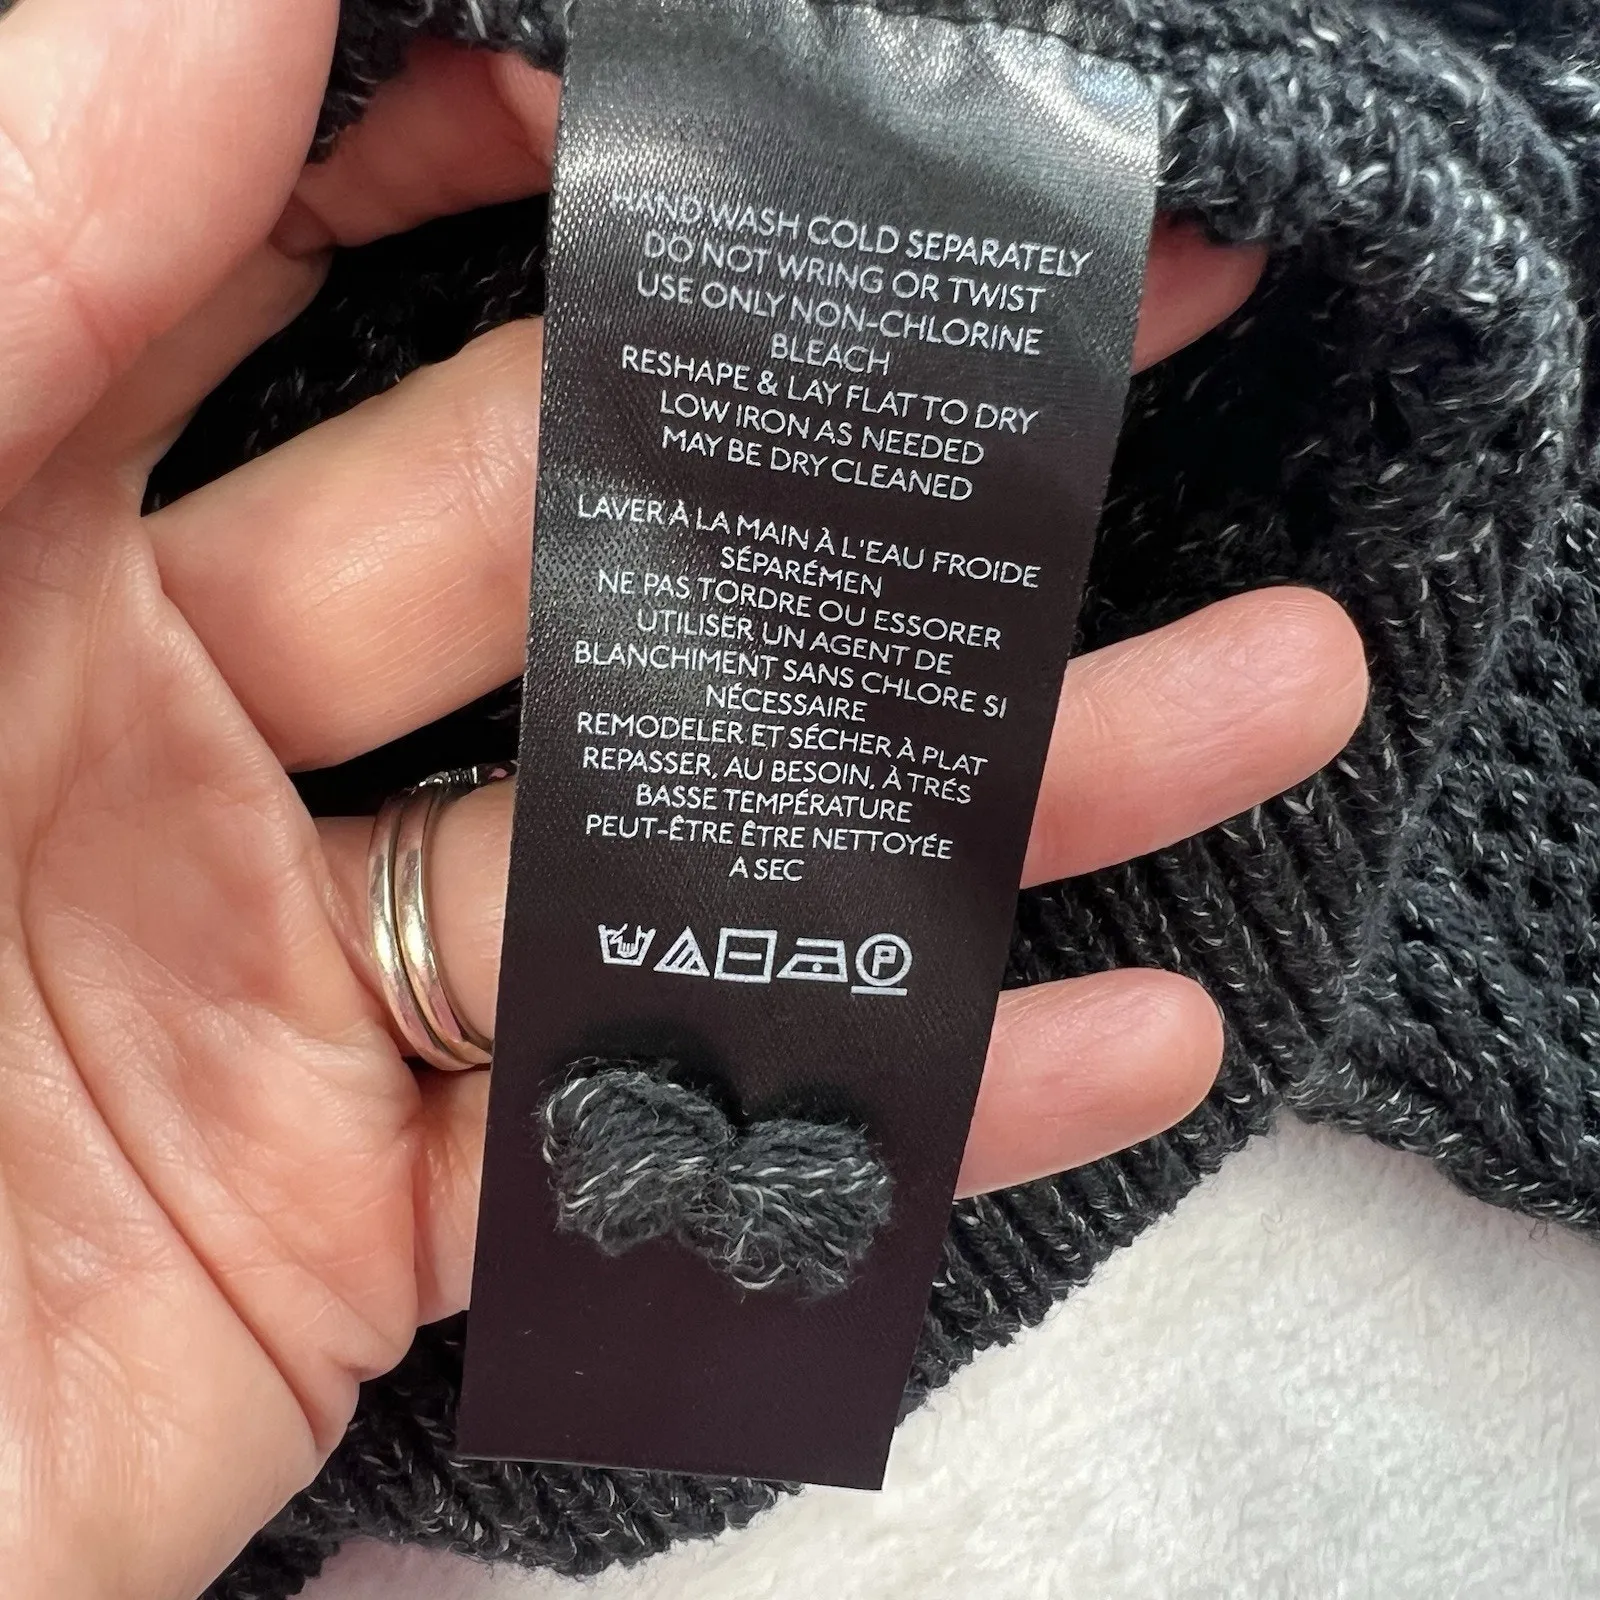 HAND WASH COLD SEPARATELY
DO NOT WRING OR TWIST
USE ONLY NON-CHLORINE
BLEACH
RESHAPE & LAY FLAT TO DRY
LOW IRON AS NEEDED
MAY BE DRY CLEANED
LAVER À LA MAIN À L'EAU FROIDE
SÉPARÉMEN
NE PAS TORDRE OU ESSORER
UTILISER UN AGENT DE
BLANCHIMENT SANS CHLORE SI
NÉCESSAIRE
REMODELER ET SÉCHER À PLAT
REPASSER, AU BESOIN, À TRÉS
BASSE TEMPÉRATURE
PEUT-ÊTRE ÊTRE NETTOYÉE
A SEC
P